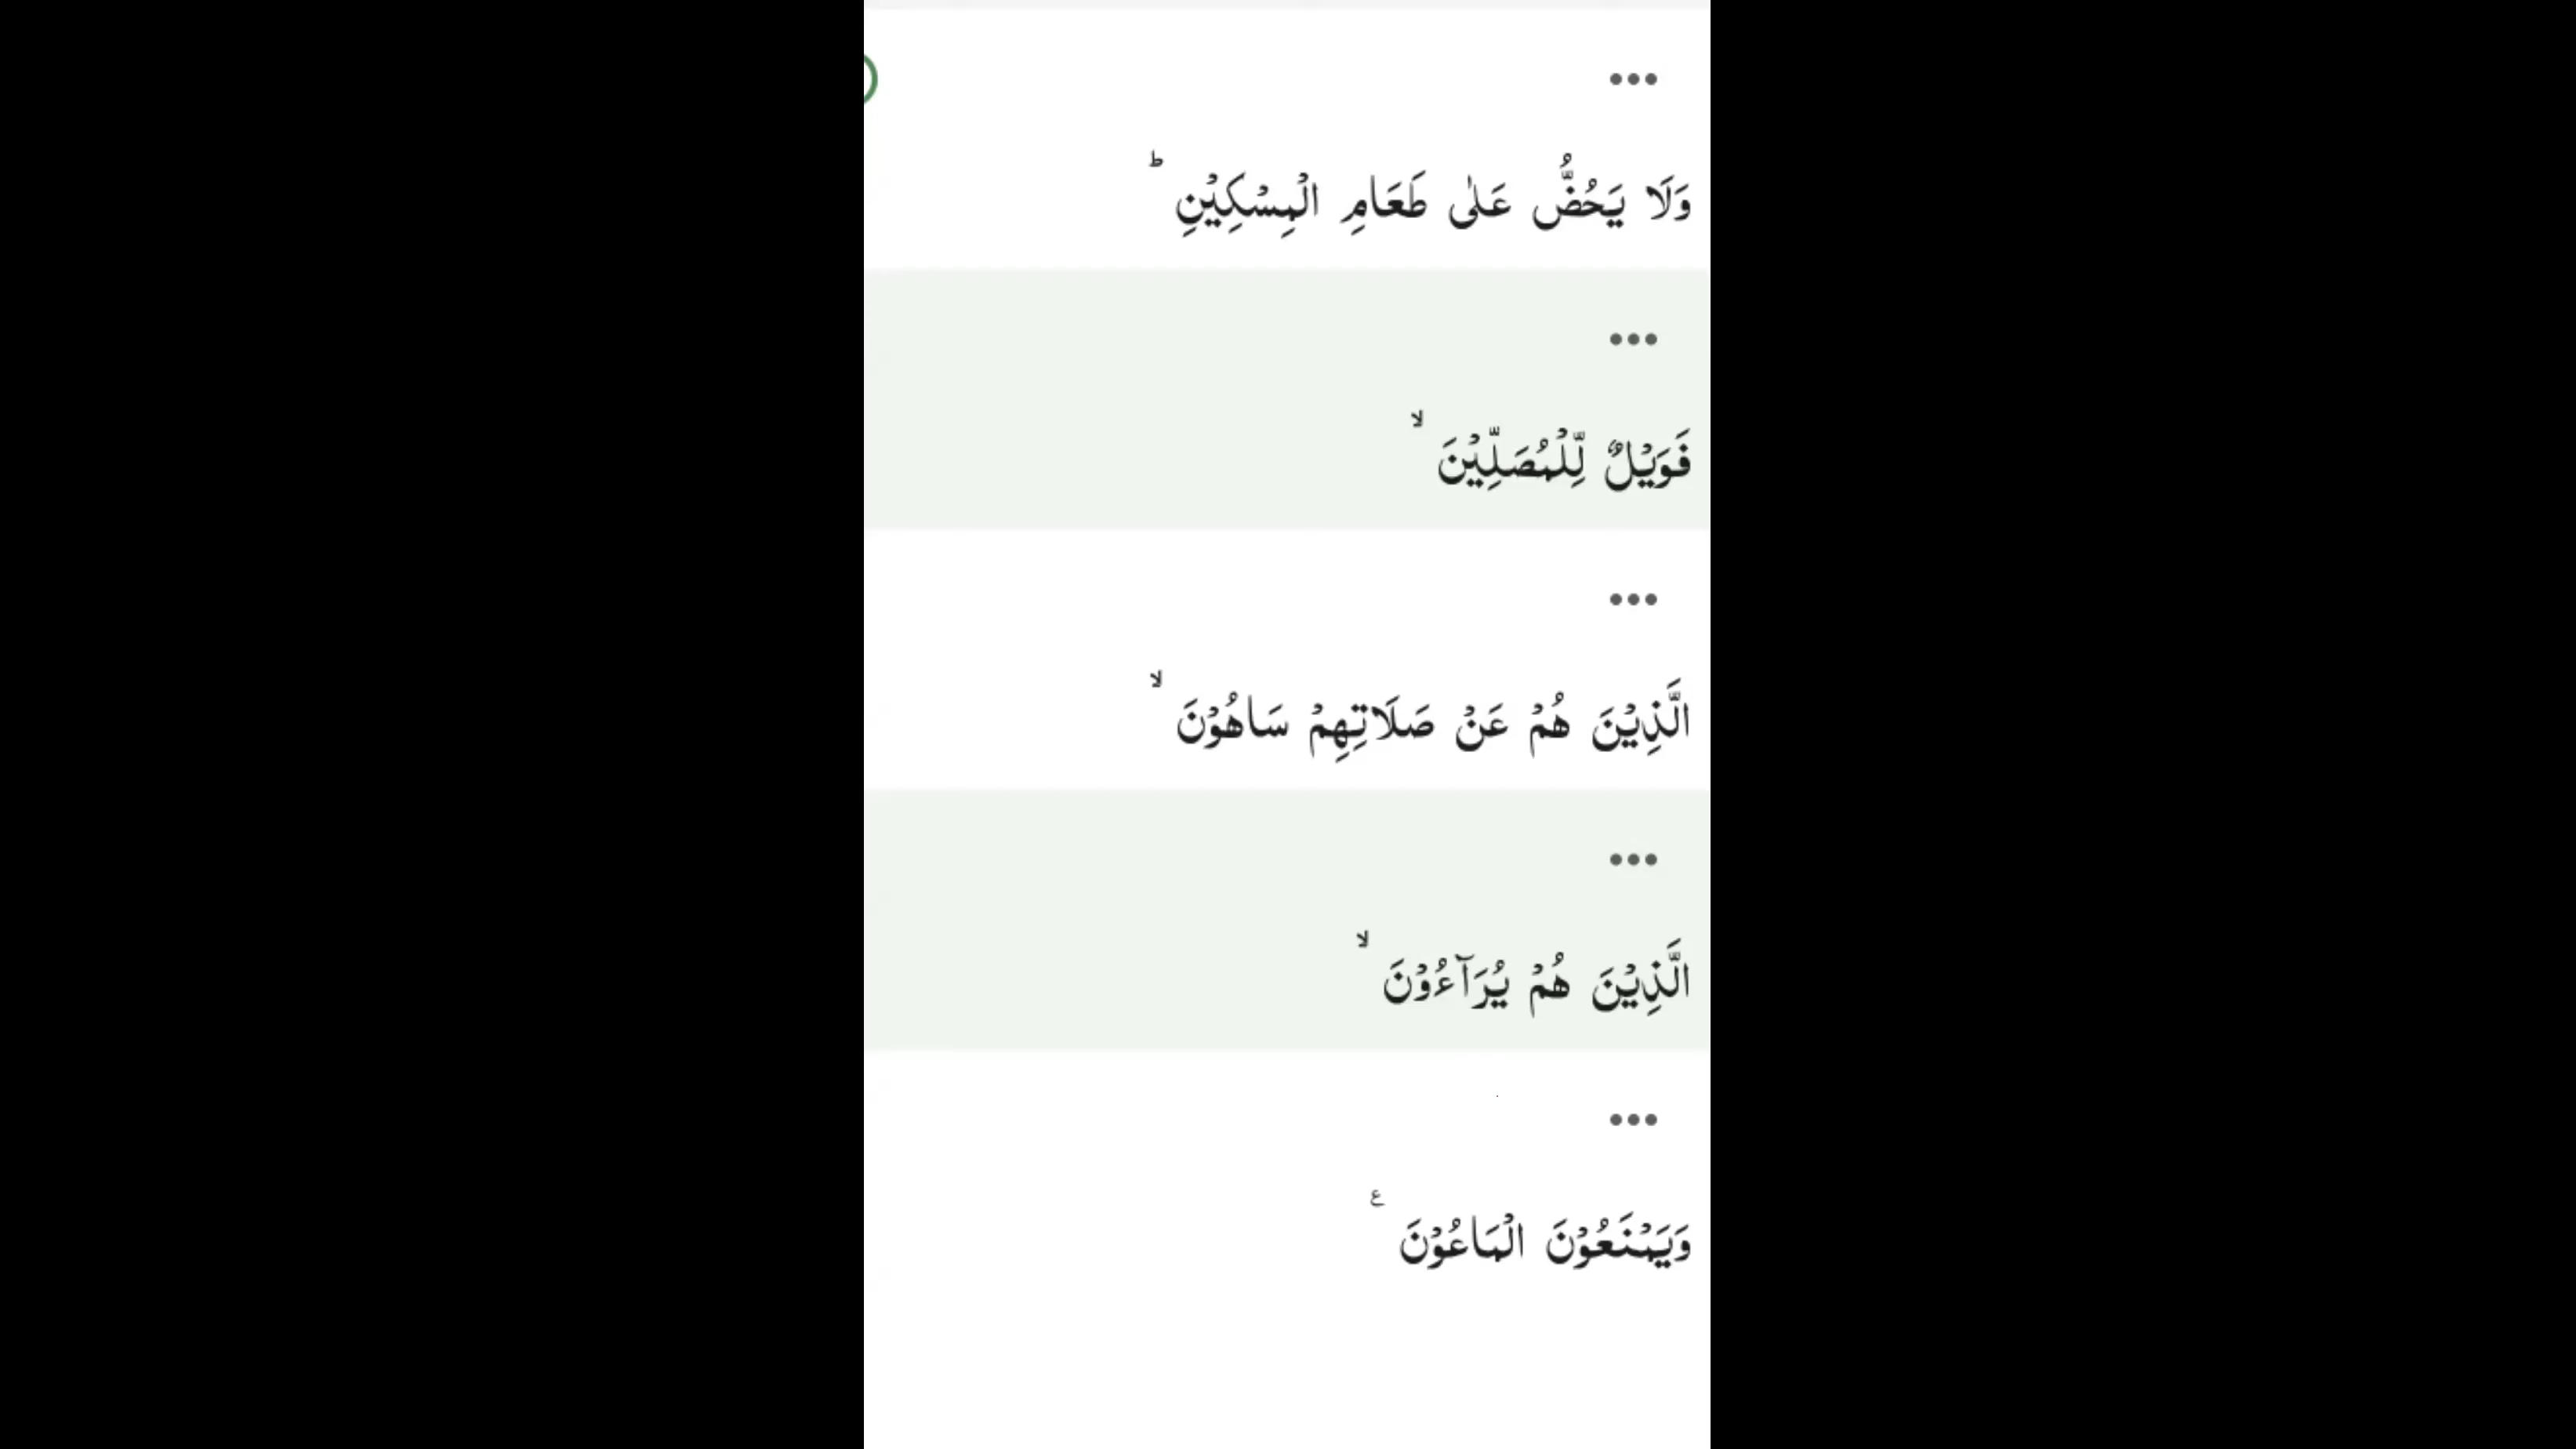 وَلَا يَحُضُّ عَلٰى طَعَامِ الْمِسْكِيْنِ ؕ
فَوَيْلٌ لِّلْمُصَلِّيْنَ ۙ
الَّذِيْنَ هُمْ عَنْ صَلَاتِهِمْ سَاهُوْنَ ۙ
الَّذِيْنَ هُمْ يُرَآءُوْنَ ۙ
وَيَمْنَعُوْنَ الْمَاعُوْنَ ࣖ